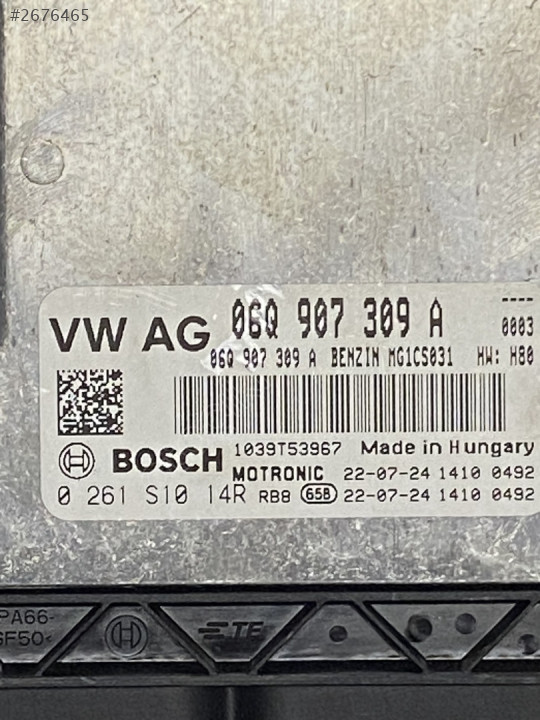 #2676465
----
VW AG 06Q 907 309 A 0003
06Q 907 309 A BENZIN MG1CS031 HW: H80
BOSCH 1039T53967 Made in Hungary
MOTRONIC 22-07-24 1410 0492
0 261 S10 14R RB8 658 22-07-24 1410 0492
PA66-
GF50<
TE